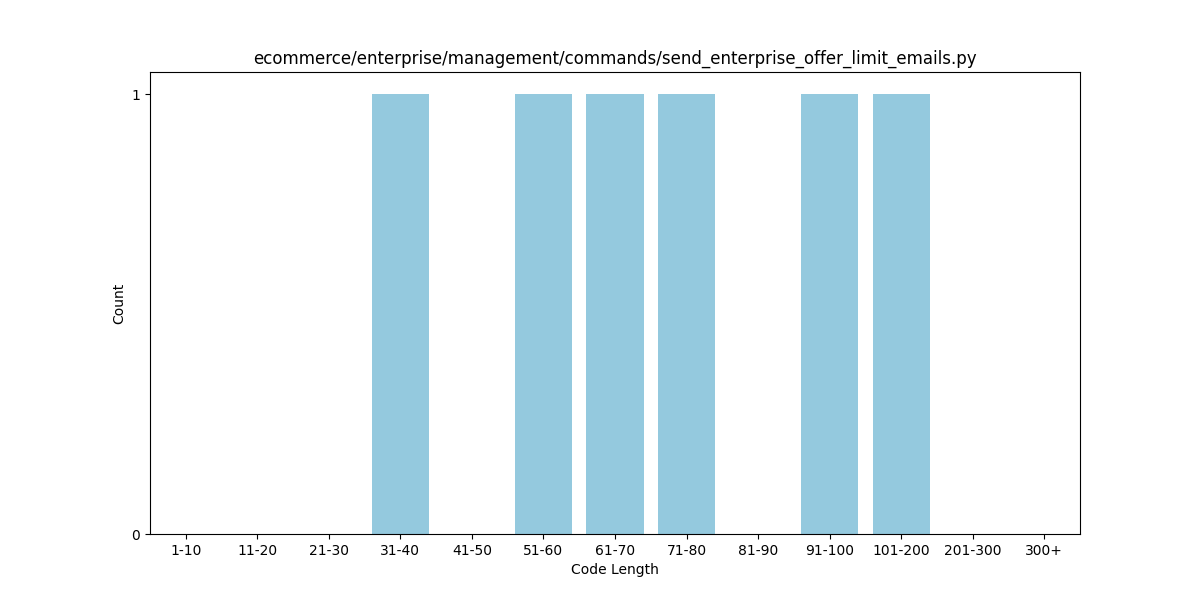 ecommerce/enterprise/management/commands/send_enterprise_offer_limit_emails.py
Count
1
0
1-10 11-20 21-30 31-40 41-50 51-60 61-70 71-80 81-90 91-100 101-200 201-300 300+
Code Length